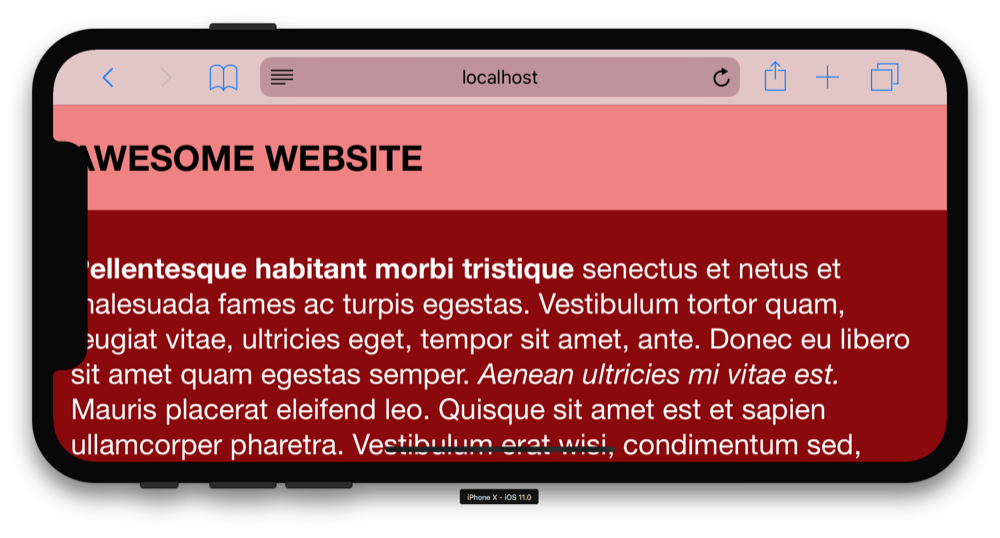 localhost
AWESOME WEBSITE
Pellentesque habitant morbi tristique senectus et netus et
malesuada fames ac turpis egestas. Vestibulum tortor quam,
feugiat vitae, ultricies eget, tempor sit amet, ante. Donec eu libero
sit amet quam egestas semper. Aenean ultricies mi vitae est.
Mauris placerat eleifend leo. Quisque sit amet est et sapien
ullamcorper pharetra. Vestibulum erat wisi, condimentum sed,
iPhone X - iOS 11.0